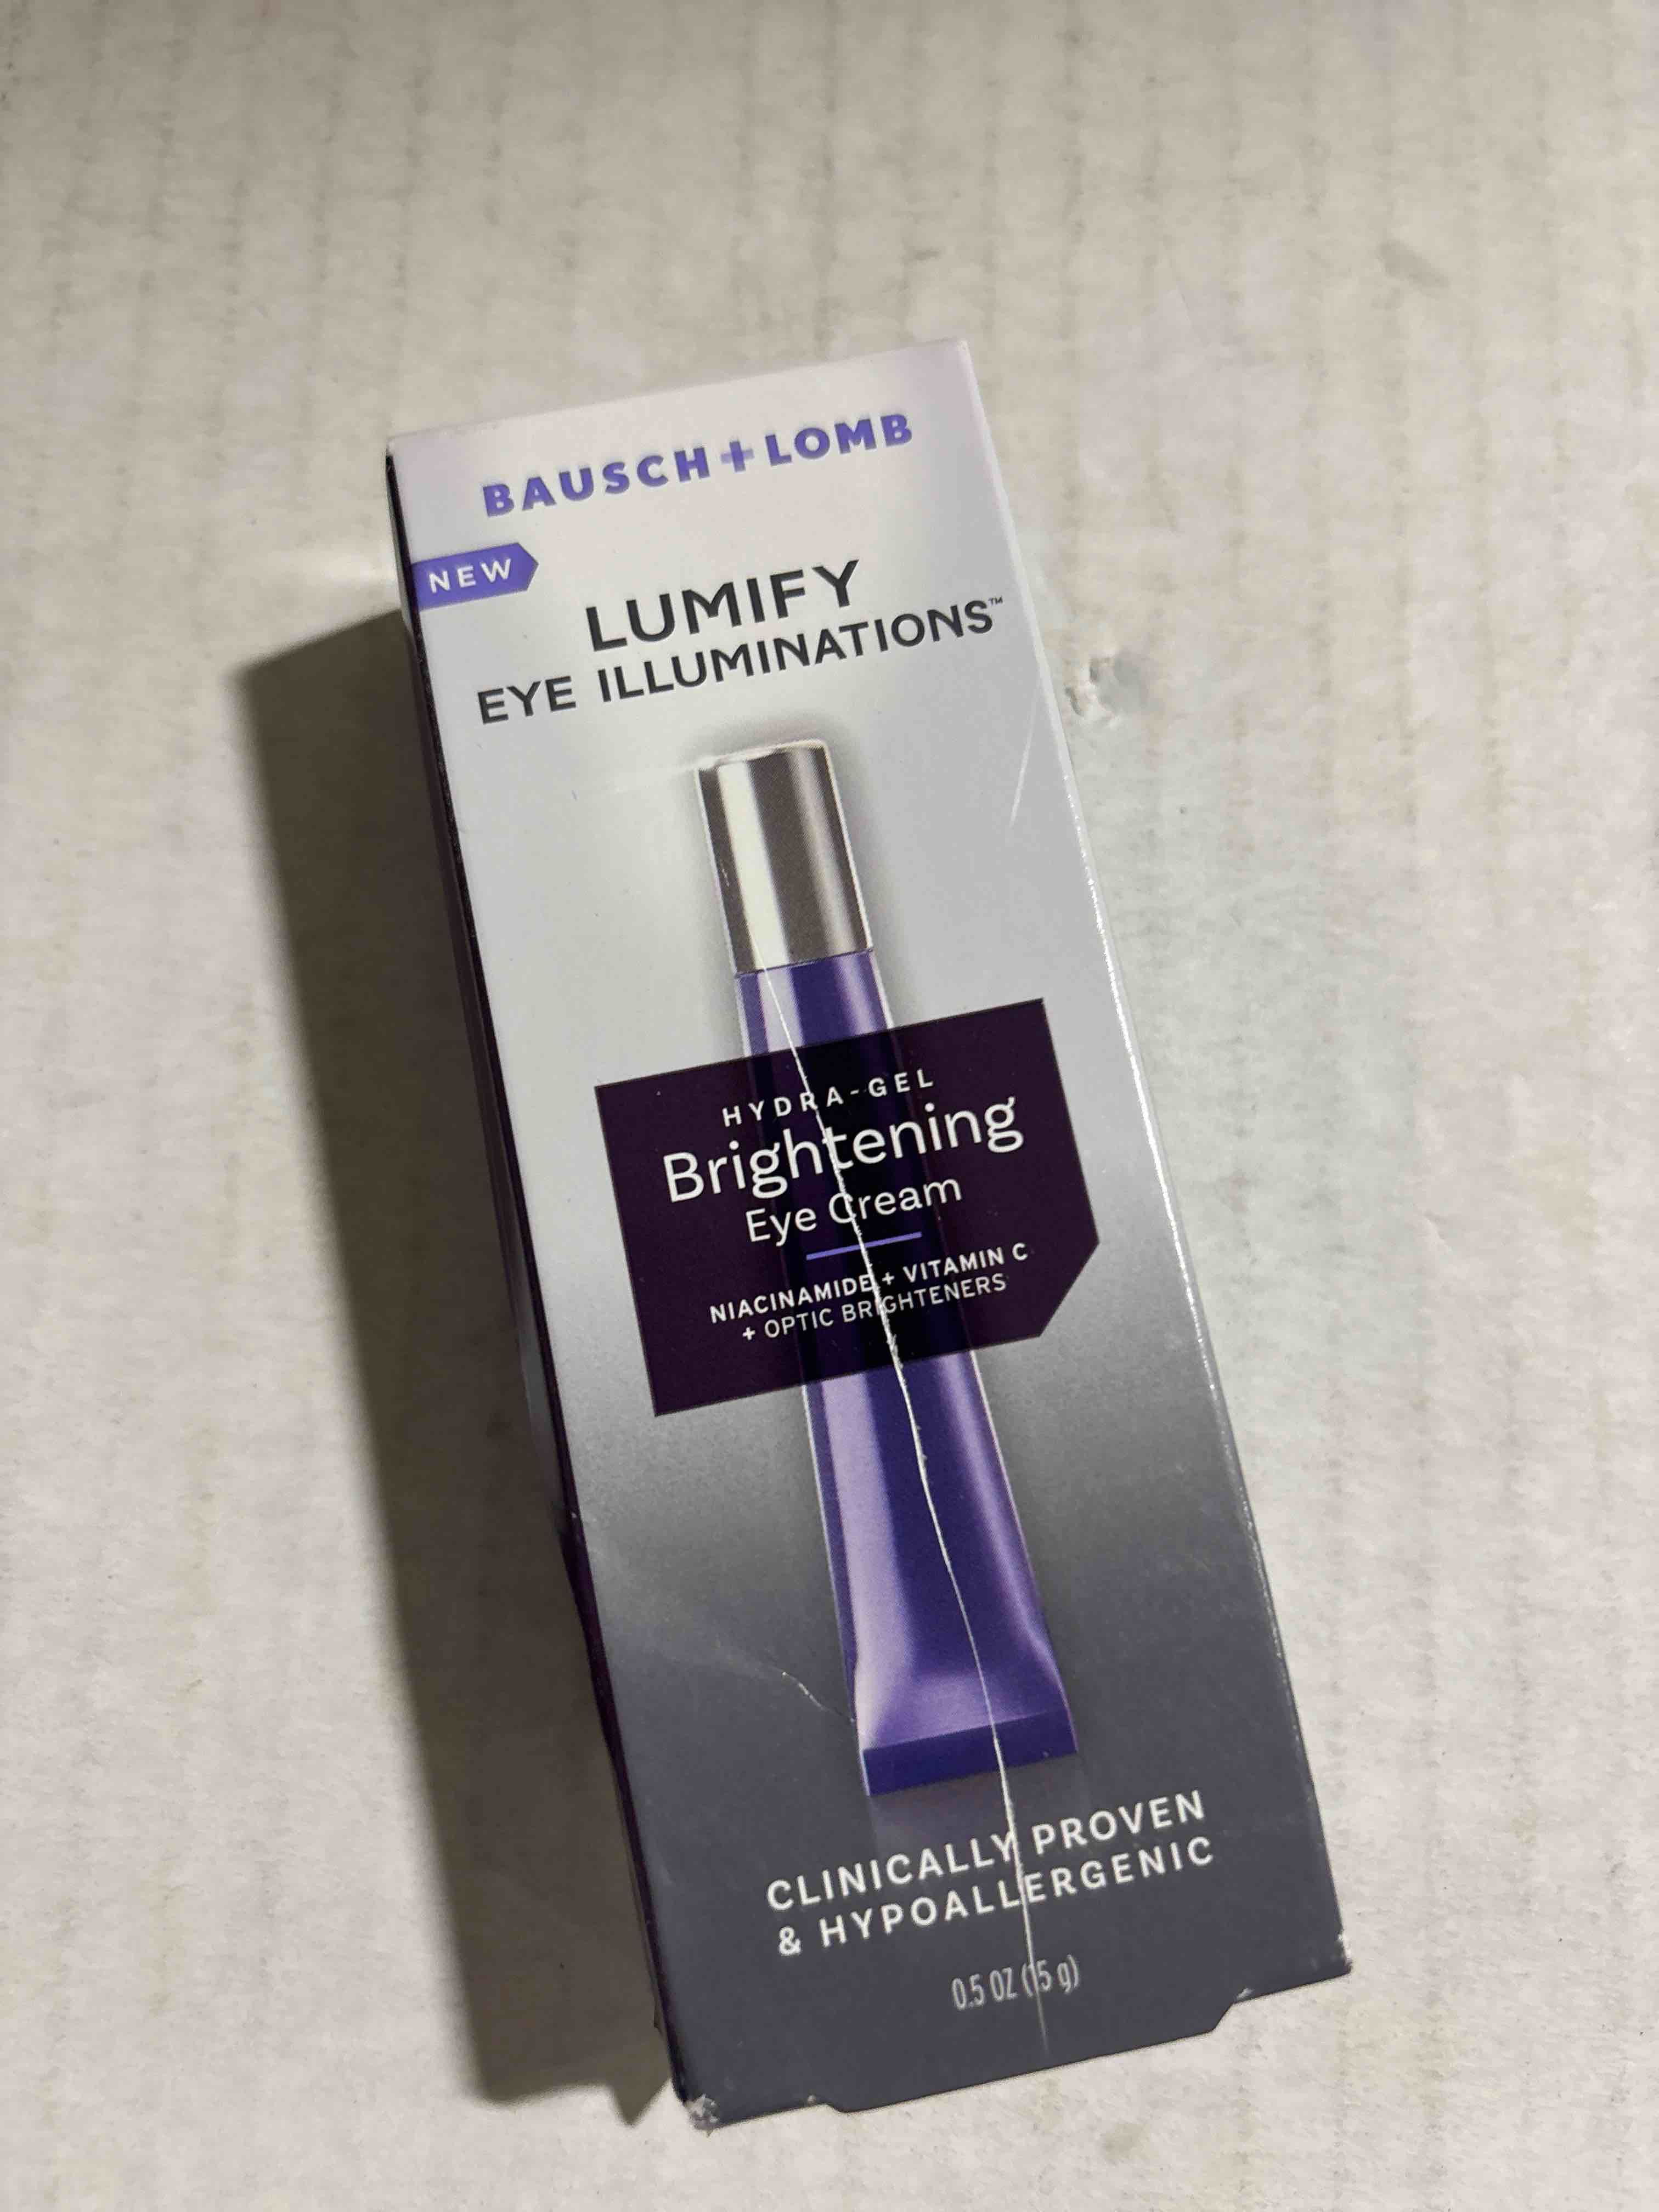 BAUSCH + LOMB
NEW
LUMIFY
EYE ILLUMINATIONS™
HYDRA-GEL
Brightening
Eye Cream
NIACINAMIDE + VITAMIN C
+ OPTIC BRIGHTENERS
CLINICALLY PROVEN
& HYPOALLERGENIC
0.5 OZ (15 g)